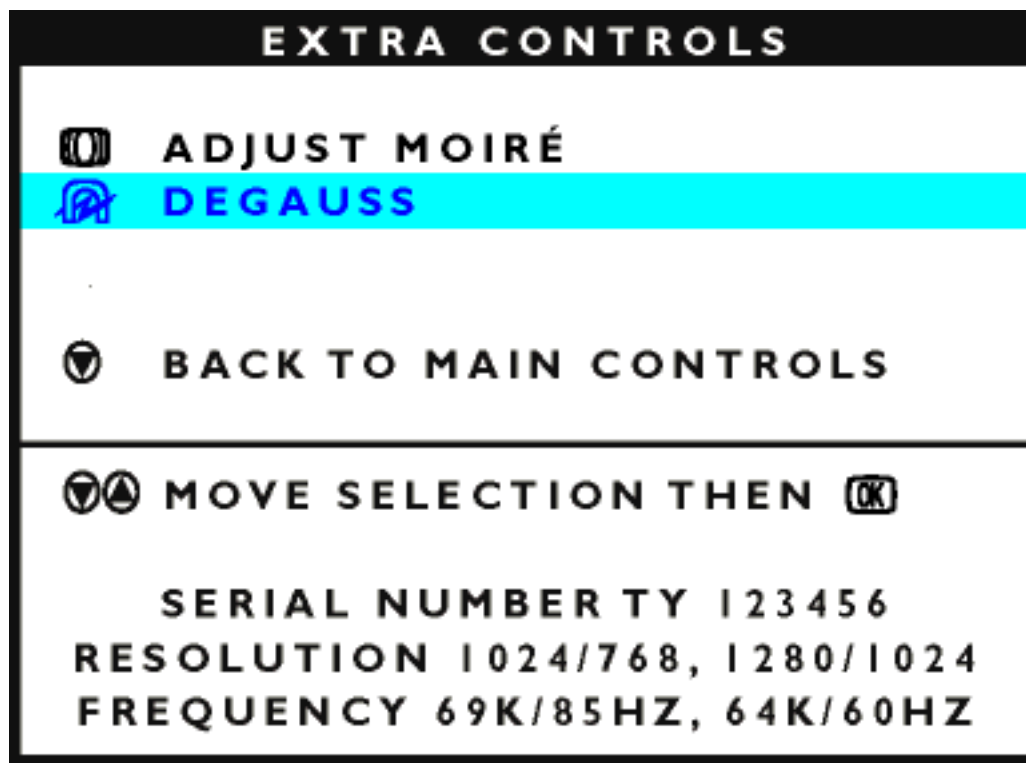 EXTRA CONTROLS
ADJUST MOIRÉ
DEGAUSS
BACK TO MAIN CONTROLS
MOVE SELECTION THEN OK
SERIAL NUMBER TY 123456
RESOLUTION 1024/768, 1280/1024
FREQUENCY 69K/85HZ, 64K/60HZ